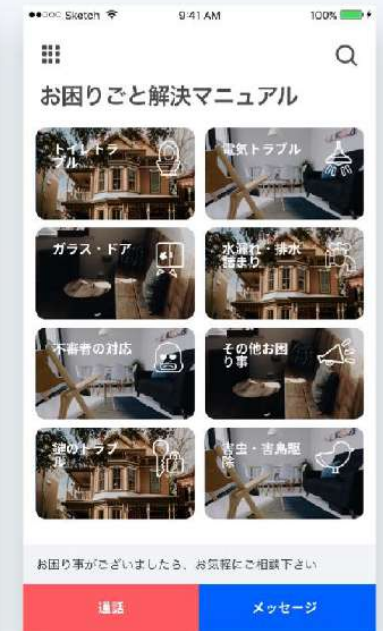 ●●○○○ Sketch 9:41 AM 100%
お困りごと解決マニュアル
トイレトラ
ブル
電気トラブル
ガラス・ドア
水漏れ・排水
詰まり
不審者の対応
その他お困
り事
鍵のトラブ
ル
害虫・害鳥駆
除
お困り事がございましたら、お気軽にご相談下さい
通話
メッセージ